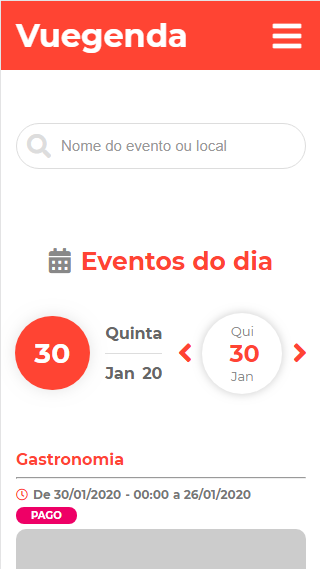 Vuegenda
Nome do evento ou local
Eventos do dia
30
Quinta
Jan 20
Qui
30
Jan
Gastronomia
De 30/01/2020 - 00:00 a 26/01/2020
PAGO